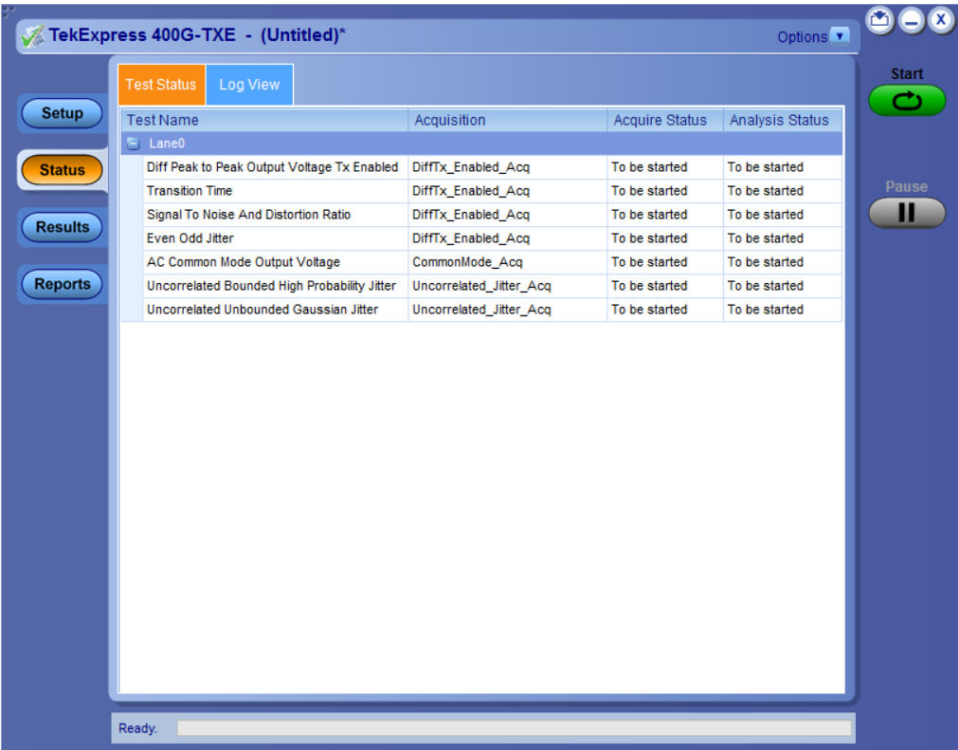 TekExpress 400G-TXE - (Untitled)*
Options
X
Start
Test Status Log View
Setup
Test Name Acquisition Acquire Status Analysis Status
Lane0
Status
Diff Peak to Peak Output Voltage Tx Enabled DiffTx_Enabled_Acq To be started To be started
Transition Time DiffTx_Enabled_Acq To be started To be started
Pause
Signal To Noise And Distortion Ratio DiffTx_Enabled_Acq To be started To be started
Results
Even Odd Jitter DiffTx_Enabled_Acq To be started To be started
AC Common Mode Output Voltage CommonMode_Acq To be started To be started
Reports
Uncorrelated Bounded High Probability Jitter Uncorrelated_Jitter_Acq To be started To be started
Uncorrelated Unbounded Gaussian Jitter Uncorrelated_Jitter_Acq To be started To be started
Ready.